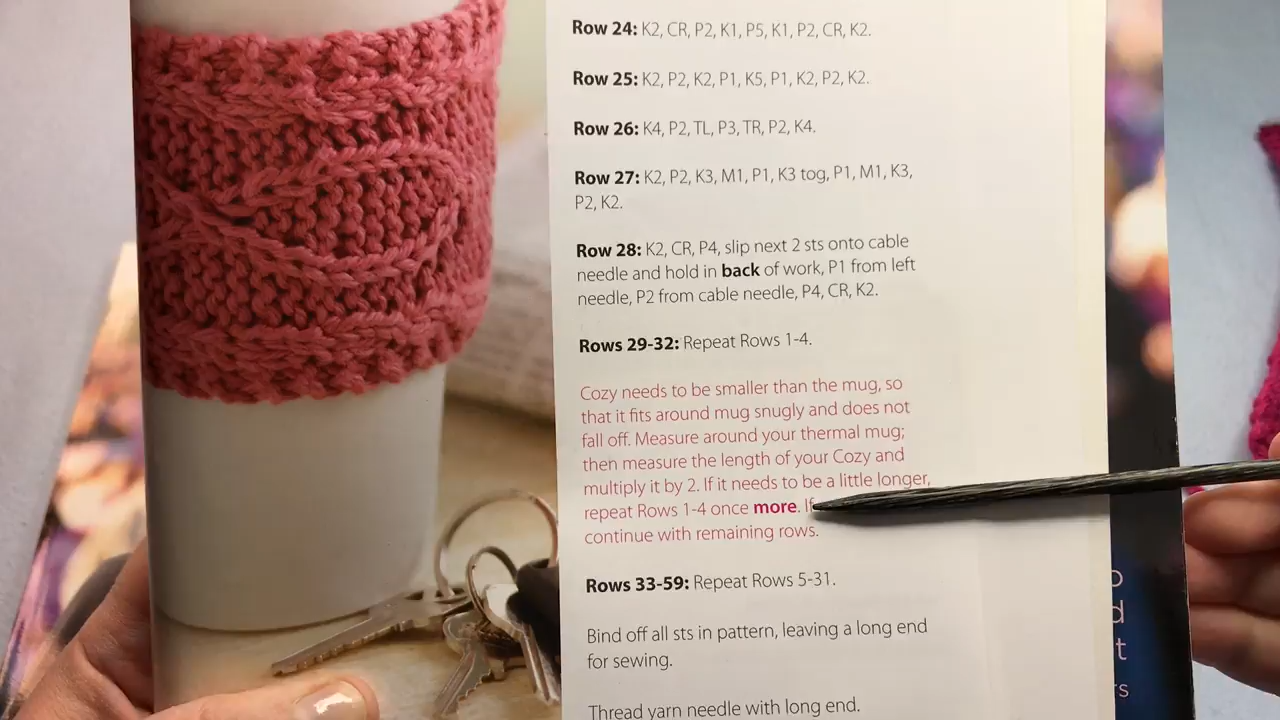 Row 24: K2, CR, P2, K1, P5, K1, P2, CR, K2.
Row 25: K2, P2, K2, P1, K5, P1, K2, P2, K2.
Row 26: K4, P2, TL, P3, TR, P2, K4.
Row 27: K2, P2, K3, M1, P1, K3 tog, P1, M1, K3,
P2, K2.
Row 28: K2, CR, P4, slip next 2 sts onto cable
needle and hold in back of work, P1 from left
needle, P2 from cable needle, P4, CR, K2.
Rows 29-32: Repeat Rows 1-4.
Cozy needs to be smaller than the mug, so
that it fits around mug snugly and does not
fall off. Measure around your thermal mug;
then measure the length of your Cozy and
multiply it by 2. If it needs to be a little longer,
repeat Rows 1-4 once more. If
continue with remaining rows.
Rows 33-59: Repeat Rows 5-31.
Bind off all sts in pattern, leaving a long end
for sewing.
Thread yarn needle with long end.